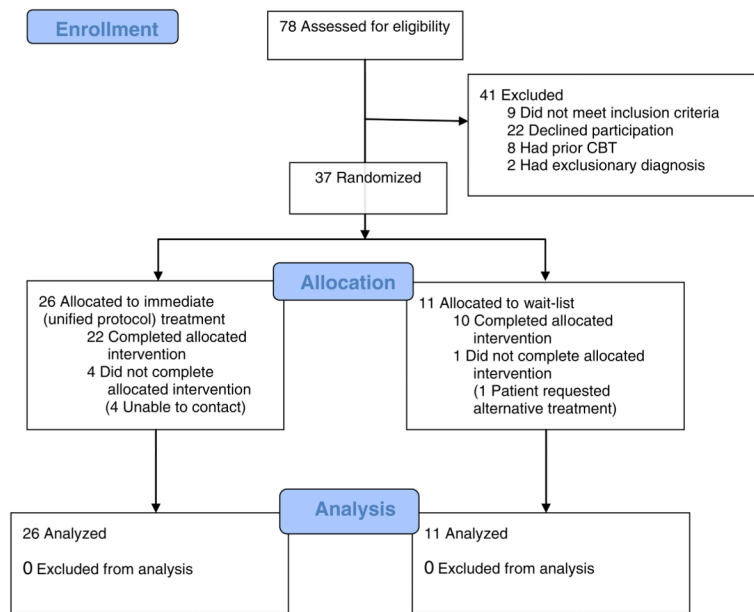 Enrollment
78 Assessed for eligibility
41 Excluded
9 Did not meet inclusion criteria
22 Declined participation
8 Had prior CBT
2 Had exclusionary diagnosis
37 Randomized
Allocation
26 Allocated to immediate
(unified protocol) treatment
22 Completed allocated
intervention
4 Did not complete
allocated intervention
(4 Unable to contact)
11 Allocated to wait-list
10 Completed allocated
intervention
1 Did not complete allocated
intervention
(1 Patient requested
alternative treatment)
Analysis
26 Analyzed
0 Excluded from analysis
11 Analyzed
0 Excluded from analysis